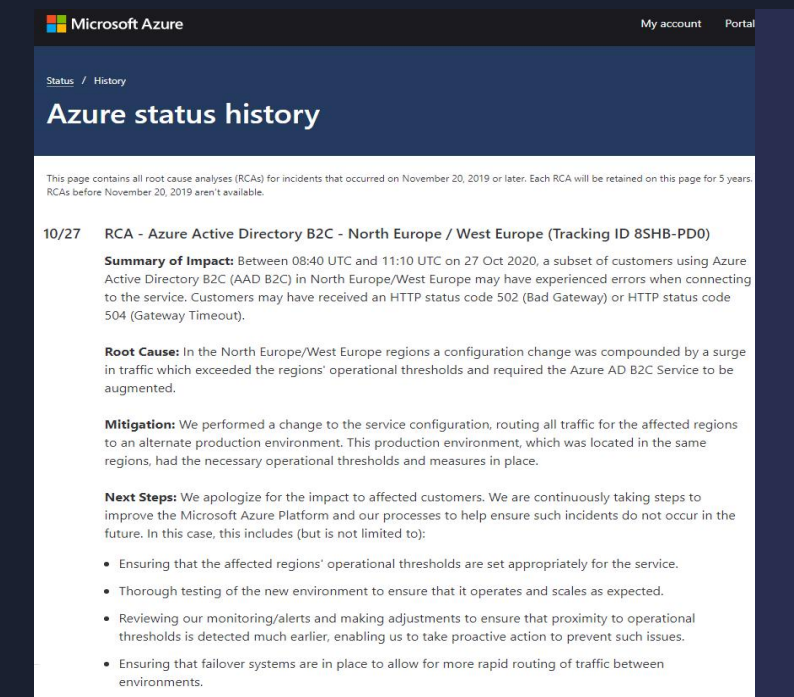 Microsoft Azure
My account Portal
Status / History
Azure status history
This page contains all root cause analyses (RCAs) for incidents that occurred on November 20, 2019 or later. Each RCA will be retained on this page for 5 years.
RCAs before November 20, 2019 aren't available.
10/27 RCA - Azure Active Directory B2C - North Europe / West Europe (Tracking ID 8SHB-PD0)
Summary of Impact: Between 08:40 UTC and 11:10 UTC on 27 Oct 2020, a subset of customers using Azure
Active Directory B2C (AAD B2C) in North Europe/West Europe may have experienced errors when connecting
to the service. Customers may have received an HTTP status code 502 (Bad Gateway) or HTTP status code
504 (Gateway Timeout).
Root Cause: In the North Europe/West Europe regions a configuration change was compounded by a surge
in traffic which exceeded the regions' operational thresholds and required the Azure AD B2C Service to be
augmented.
Mitigation: We performed a change to the service configuration, routing all traffic for the affected regions
to an alternate production environment. This production environment, which was located in the same
regions, had the necessary operational thresholds and measures in place.
Next Steps: We apologize for the impact to affected customers. We are continuously taking steps to
improve the Microsoft Azure Platform and our processes to help ensure such incidents do not occur in the
future. In this case, this includes (but is not limited to):
• Ensuring that the affected regions' operational thresholds are set appropriately for the service.
• Thorough testing of the new environment to ensure that it operates and scales as expected.
• Reviewing our monitoring/alerts and making adjustments to ensure that proximity to operational
thresholds is detected much earlier, enabling us to take proactive action to prevent such issues.
• Ensuring that failover systems are in place to allow for more rapid routing of traffic between
environments.